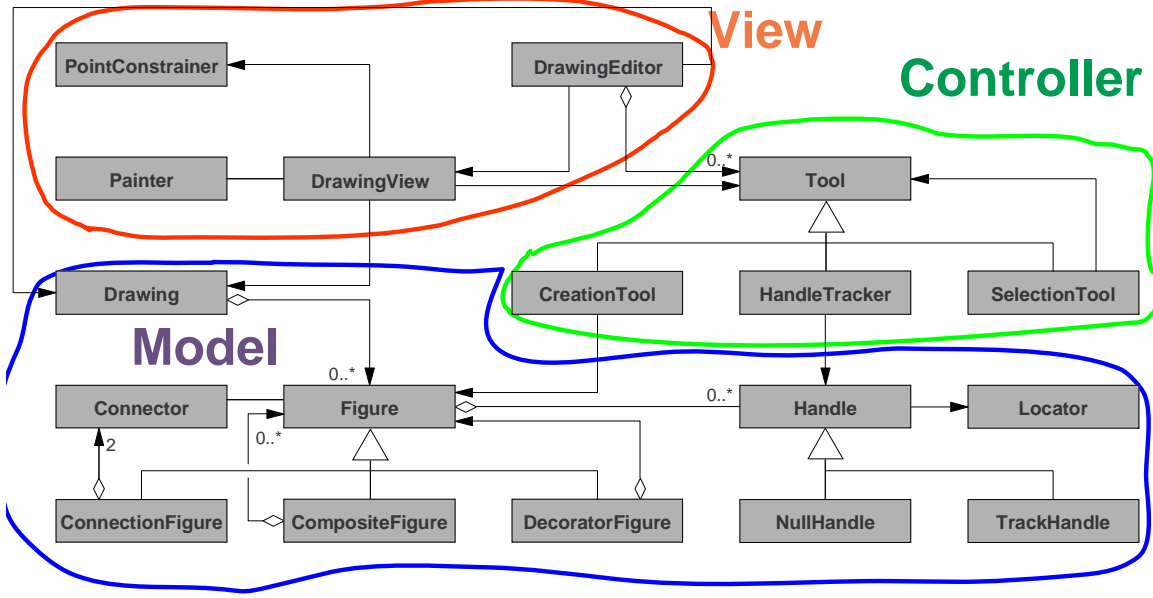 View
Controller
PointConstrainer
DrawingEditor
0..*
Painter
DrawingView
Tool
Drawing
CreationTool
HandleTracker
SelectionTool
Model
0..*
0..*
Connector
Figure
Handle
Locator
2
0..*
ConnectionFigure
CompositeFigure
DecoratorFigure
NullHandle
TrackHandle